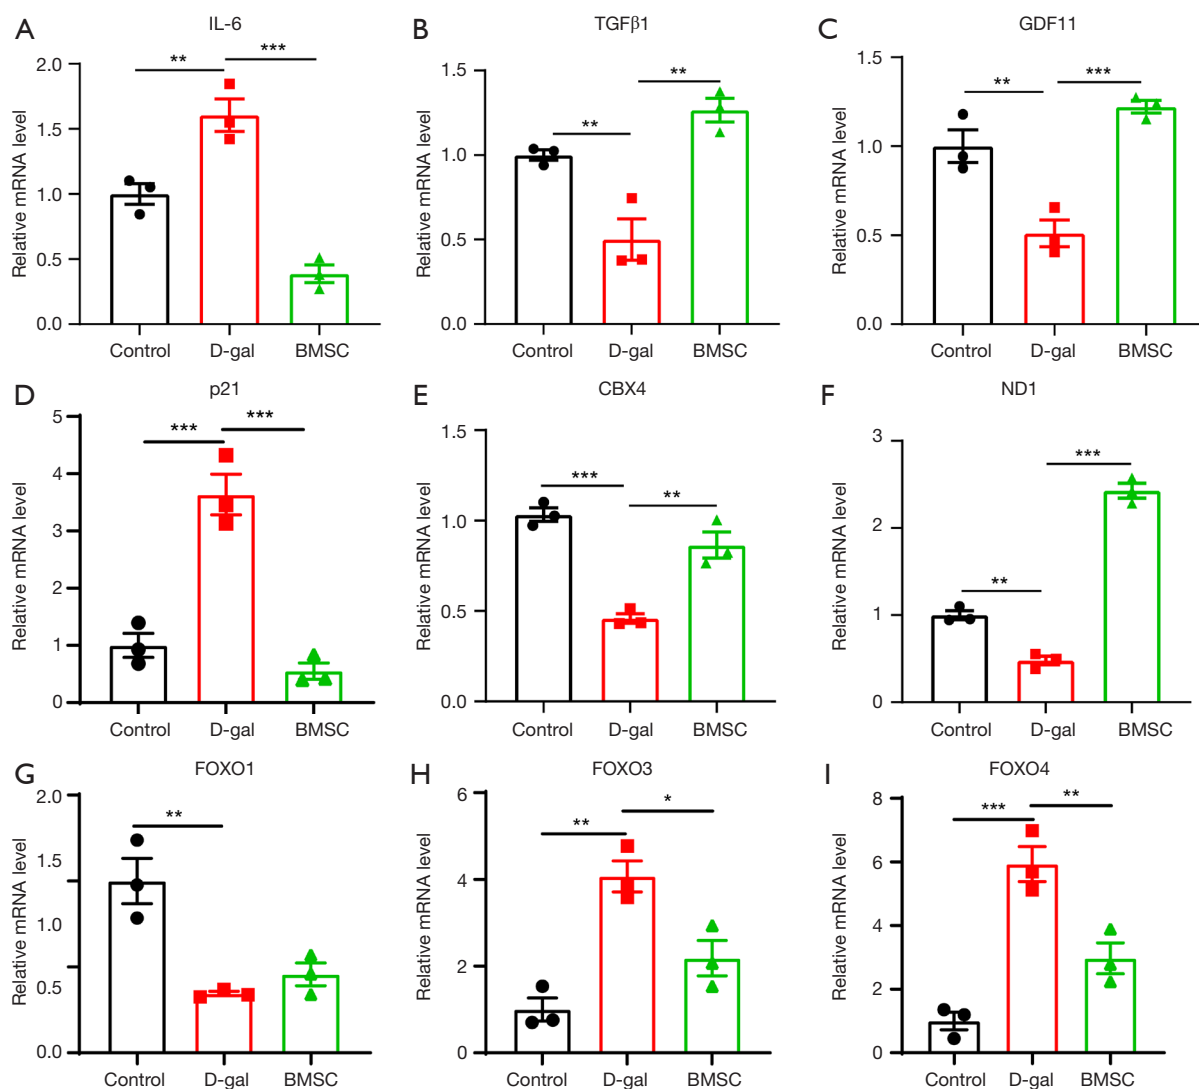 A IL-6
Relative mRNA level
2.0
1.5
1.0
0.5
0.0
** ***
Control D-gal BMSC
B TGFβ1
Relative mRNA level
1.5
1.0
0.5
0.0
**
**
Control D-gal BMSC
C GDF11
Relative mRNA level
1.5
1.0
0.5
0.0
** ***
Control D-gal BMSC
D p21
Relative mRNA level
5
4
3
2
1
0
*** ***
Control D-gal BMSC
E CBX4
Relative mRNA level
1.5
1.0
0.5
0.0
*** **
Control D-gal BMSC
F ND1
Relative mRNA level
3
2
1
0
***
**
Control D-gal BMSC
G FOXO1
Relative mRNA level
2.0
1.5
1.0
0.5
0.0
**
Control D-gal BMSC
H FOXO3
Relative mRNA level
6
4
2
0
** *
Control D-gal BMSC
I FOXO4
Relative mRNA level
8
6
4
2
0
*** **
Control D-gal BMSC